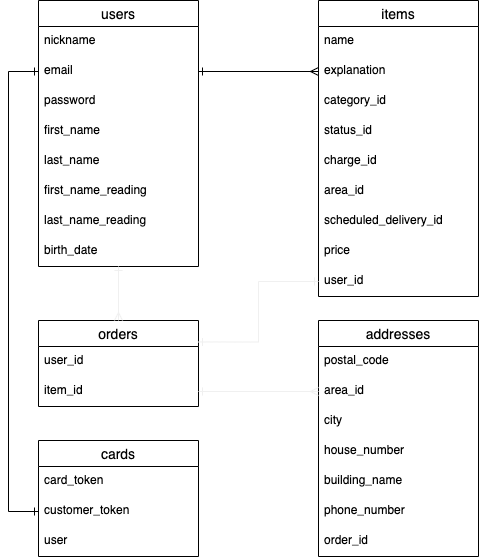 users
nickname
email
password
first_name
last_name
first_name_reading
last_name_reading
birth_date
items
name
explanation
category_id
status_id
charge_id
area_id
scheduled_delivery_id
price
user_id
orders
user_id
item_id
addresses
postal_code
area_id
city
house_number
building_name
phone_number
order_id
cards
card_token
customer_token
user